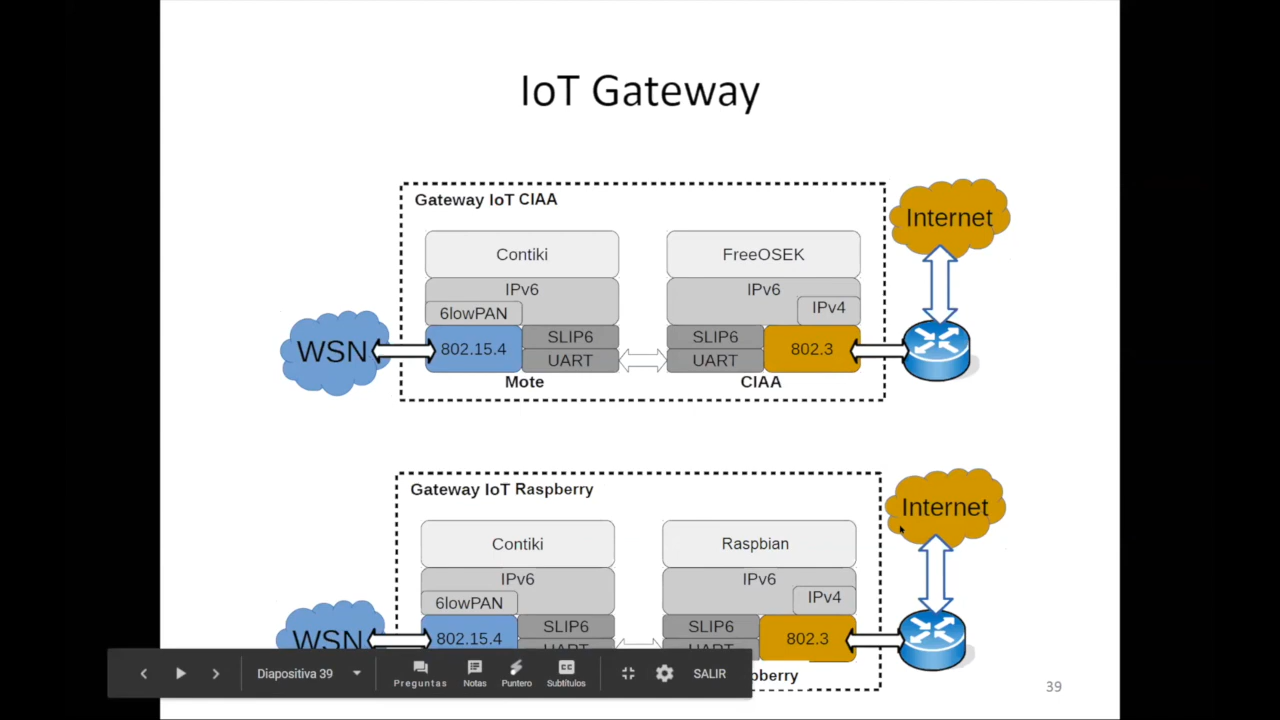 IoT Gateway
Gateway IoT CIAA
Internet
Contiki
FreeOSEK
IPv6
IPv6
6lowPAN
IPv4
WSN
802.15.4
SLIP6
SLIP6
802.3
UART
UART
Mote
CIAA
Gateway IoT Raspberry
Internet
Contiki
Raspbian
IPv6
IPv6
6lowPAN
IPv4
WSN
802.15.4
SLIP6
SLIP6
802.3
Diapositiva 39
Preguntas
Notas
Puntero
Subtítulos
SALIR
39